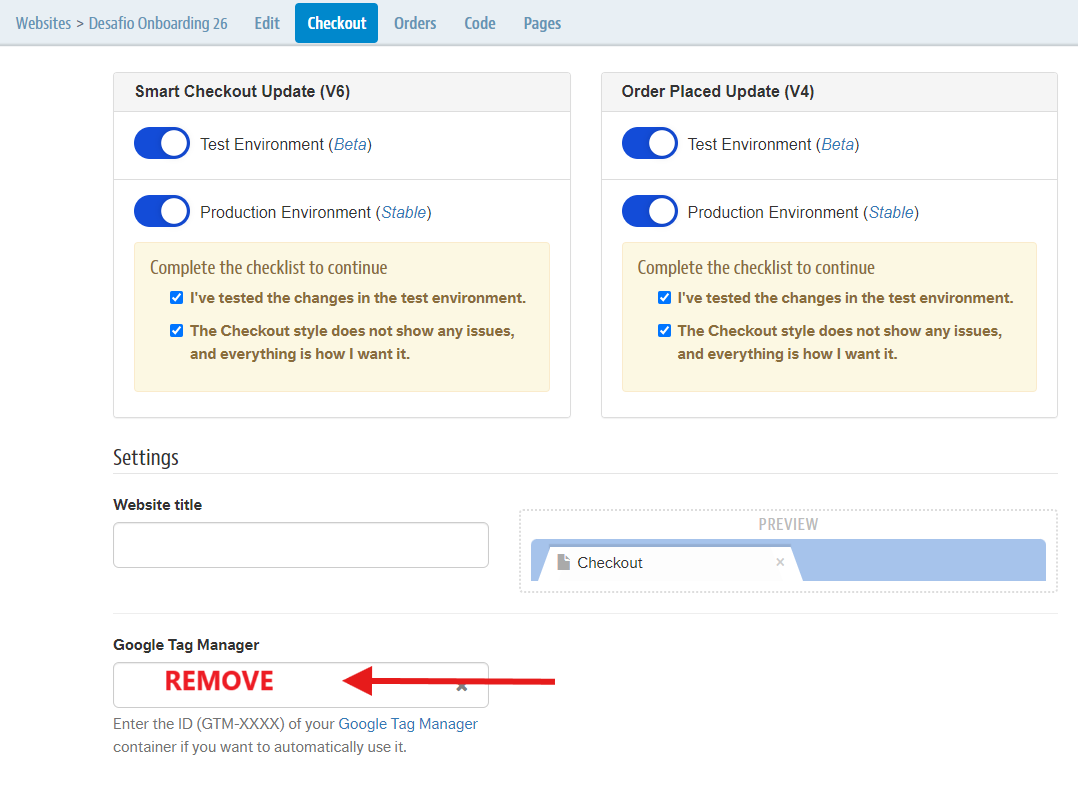 Websites > Desafio Onboarding 26 Edit Checkout Orders Code Pages
Smart Checkout Update (V6)
Test Environment (Beta)
Production Environment (Stable)
Complete the checklist to continue
I've tested the changes in the test environment.
The Checkout style does not show any issues,
and everything is how I want it.
Order Placed Update (V4)
Test Environment (Beta)
Production Environment (Stable)
Complete the checklist to continue
I've tested the changes in the test environment.
The Checkout style does not show any issues,
and everything is how I want it.
Settings
Website title
PREVIEW
Checkout ×
Google Tag Manager
REMOVE
Enter the ID (GTM-XXXX) of your Google Tag Manager
container if you want to automatically use it.